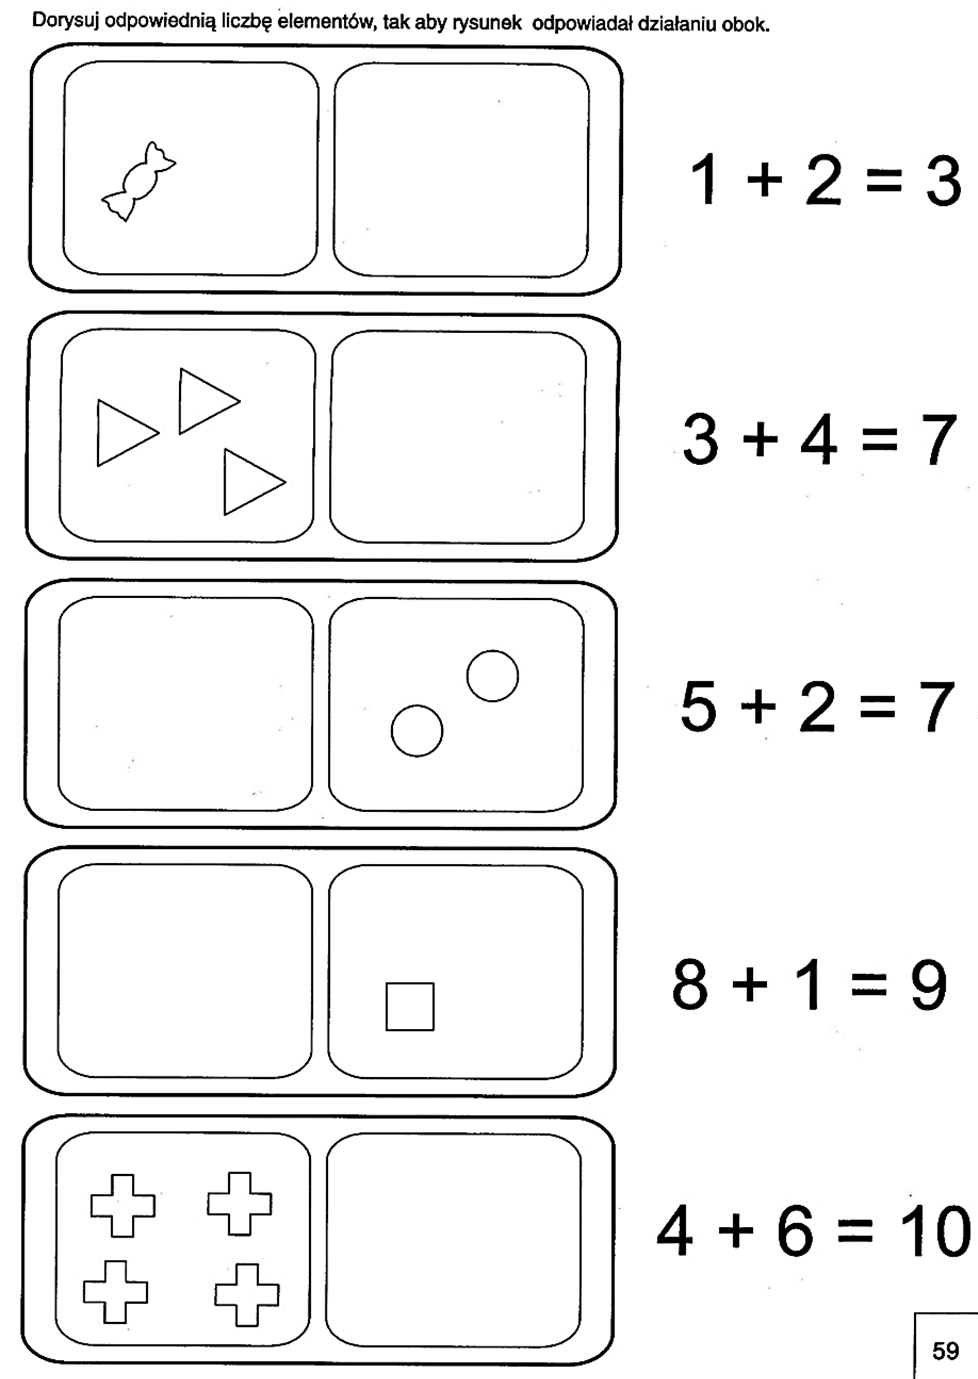 Dorysuj odpowiednią liczbę elementów, tak aby rysunek odpowiadał działaniu obok.
1 + 2 = 3
3 + 4 = 7
5 + 2 = 7
8 + 1 = 9
4 + 6 = 10
59